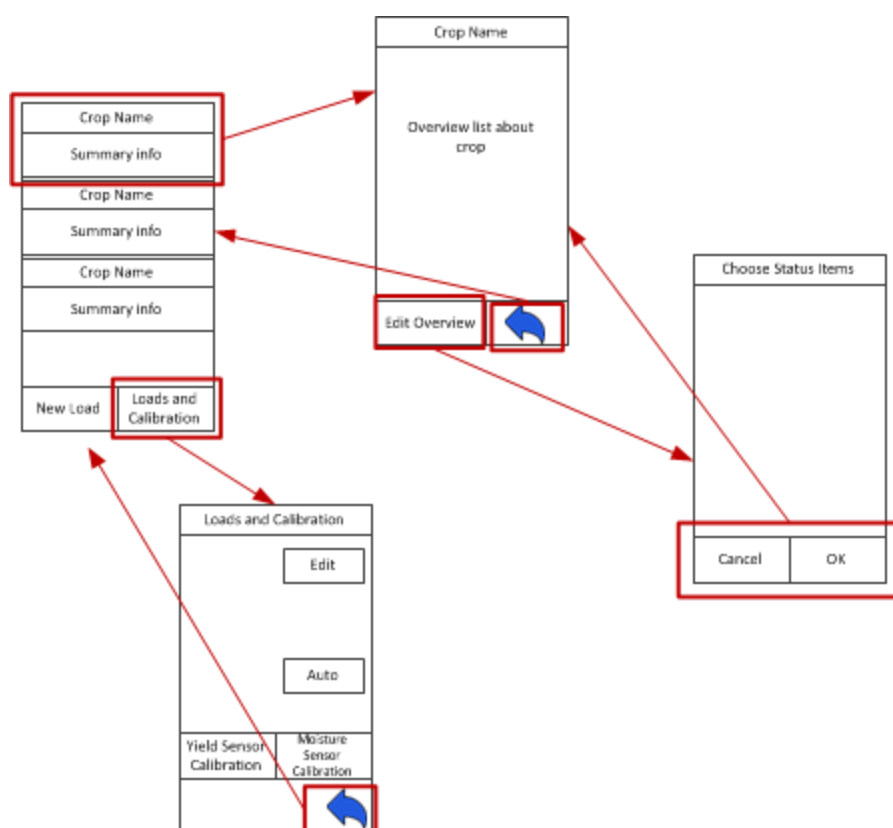 Crop Name
Overview list about
crop
Edit Overview
Crop Name
Summary info
Crop Name
Summary info
Crop Name
Summary info
New Load
Loads and
Calibration
Choose Status Items
Cancel
OK
Loads and Calibration
Edit
Auto
Yield Sensor
Calibration
Moisture
Sensor
Calibration